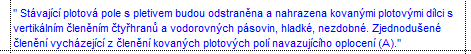 " Stávající plotová pole s pletivem budou odstraněna a nahrazena kovanými plotovými dílci s
vertikálním členěním čtyřhranů a vodorovných pásovin, hladké, nezdobné. Zjednodušené
členění vycházející z členění kovaných plotových polí navazujícího oplocení (A)."